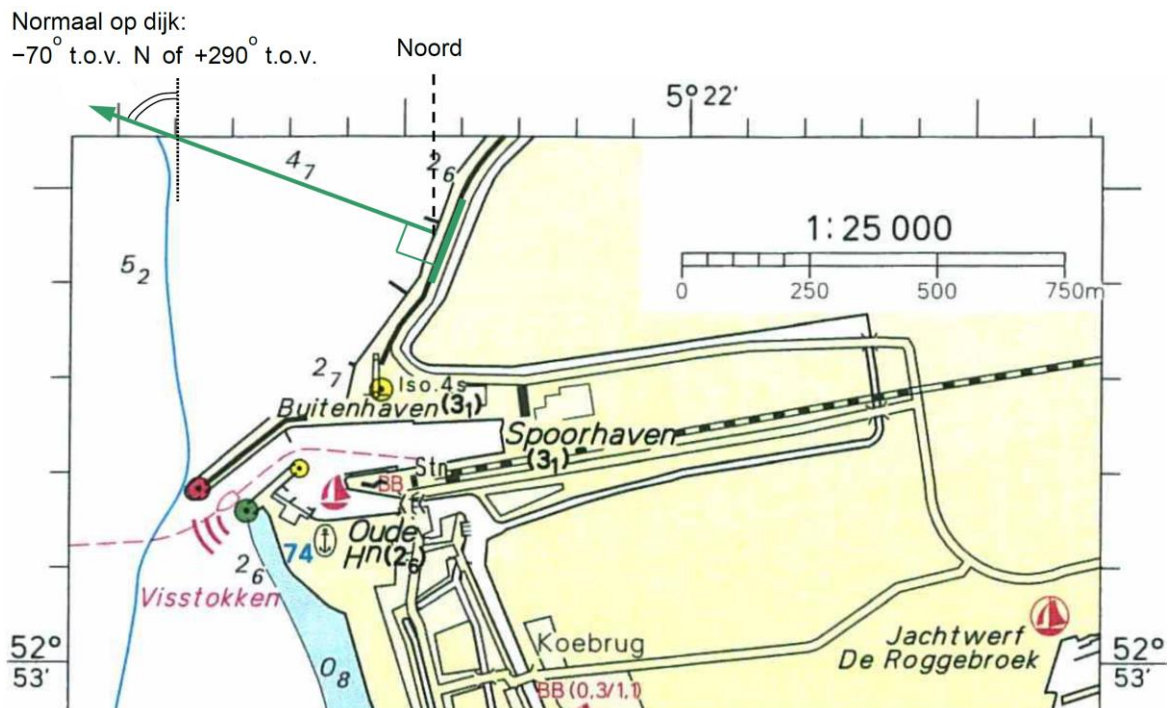 Normaal op dijk:
−70° t.o.v. N of +290° t.o.v.
Noord
5° 22'
4₇
2₆
5₂
1: 25 000
0 250 500 750m
2₇
Iso.4s
Buitenhaven(3₁)
Spoorhaven
(3₁)
Stn
BB
Oude
Hn(2₆)
74
2₆
Visstokken
0₈
Koebrug
BB (0,3/1,1)
Jachtwerf
De Roggebroek
52°
53'
52°
53'